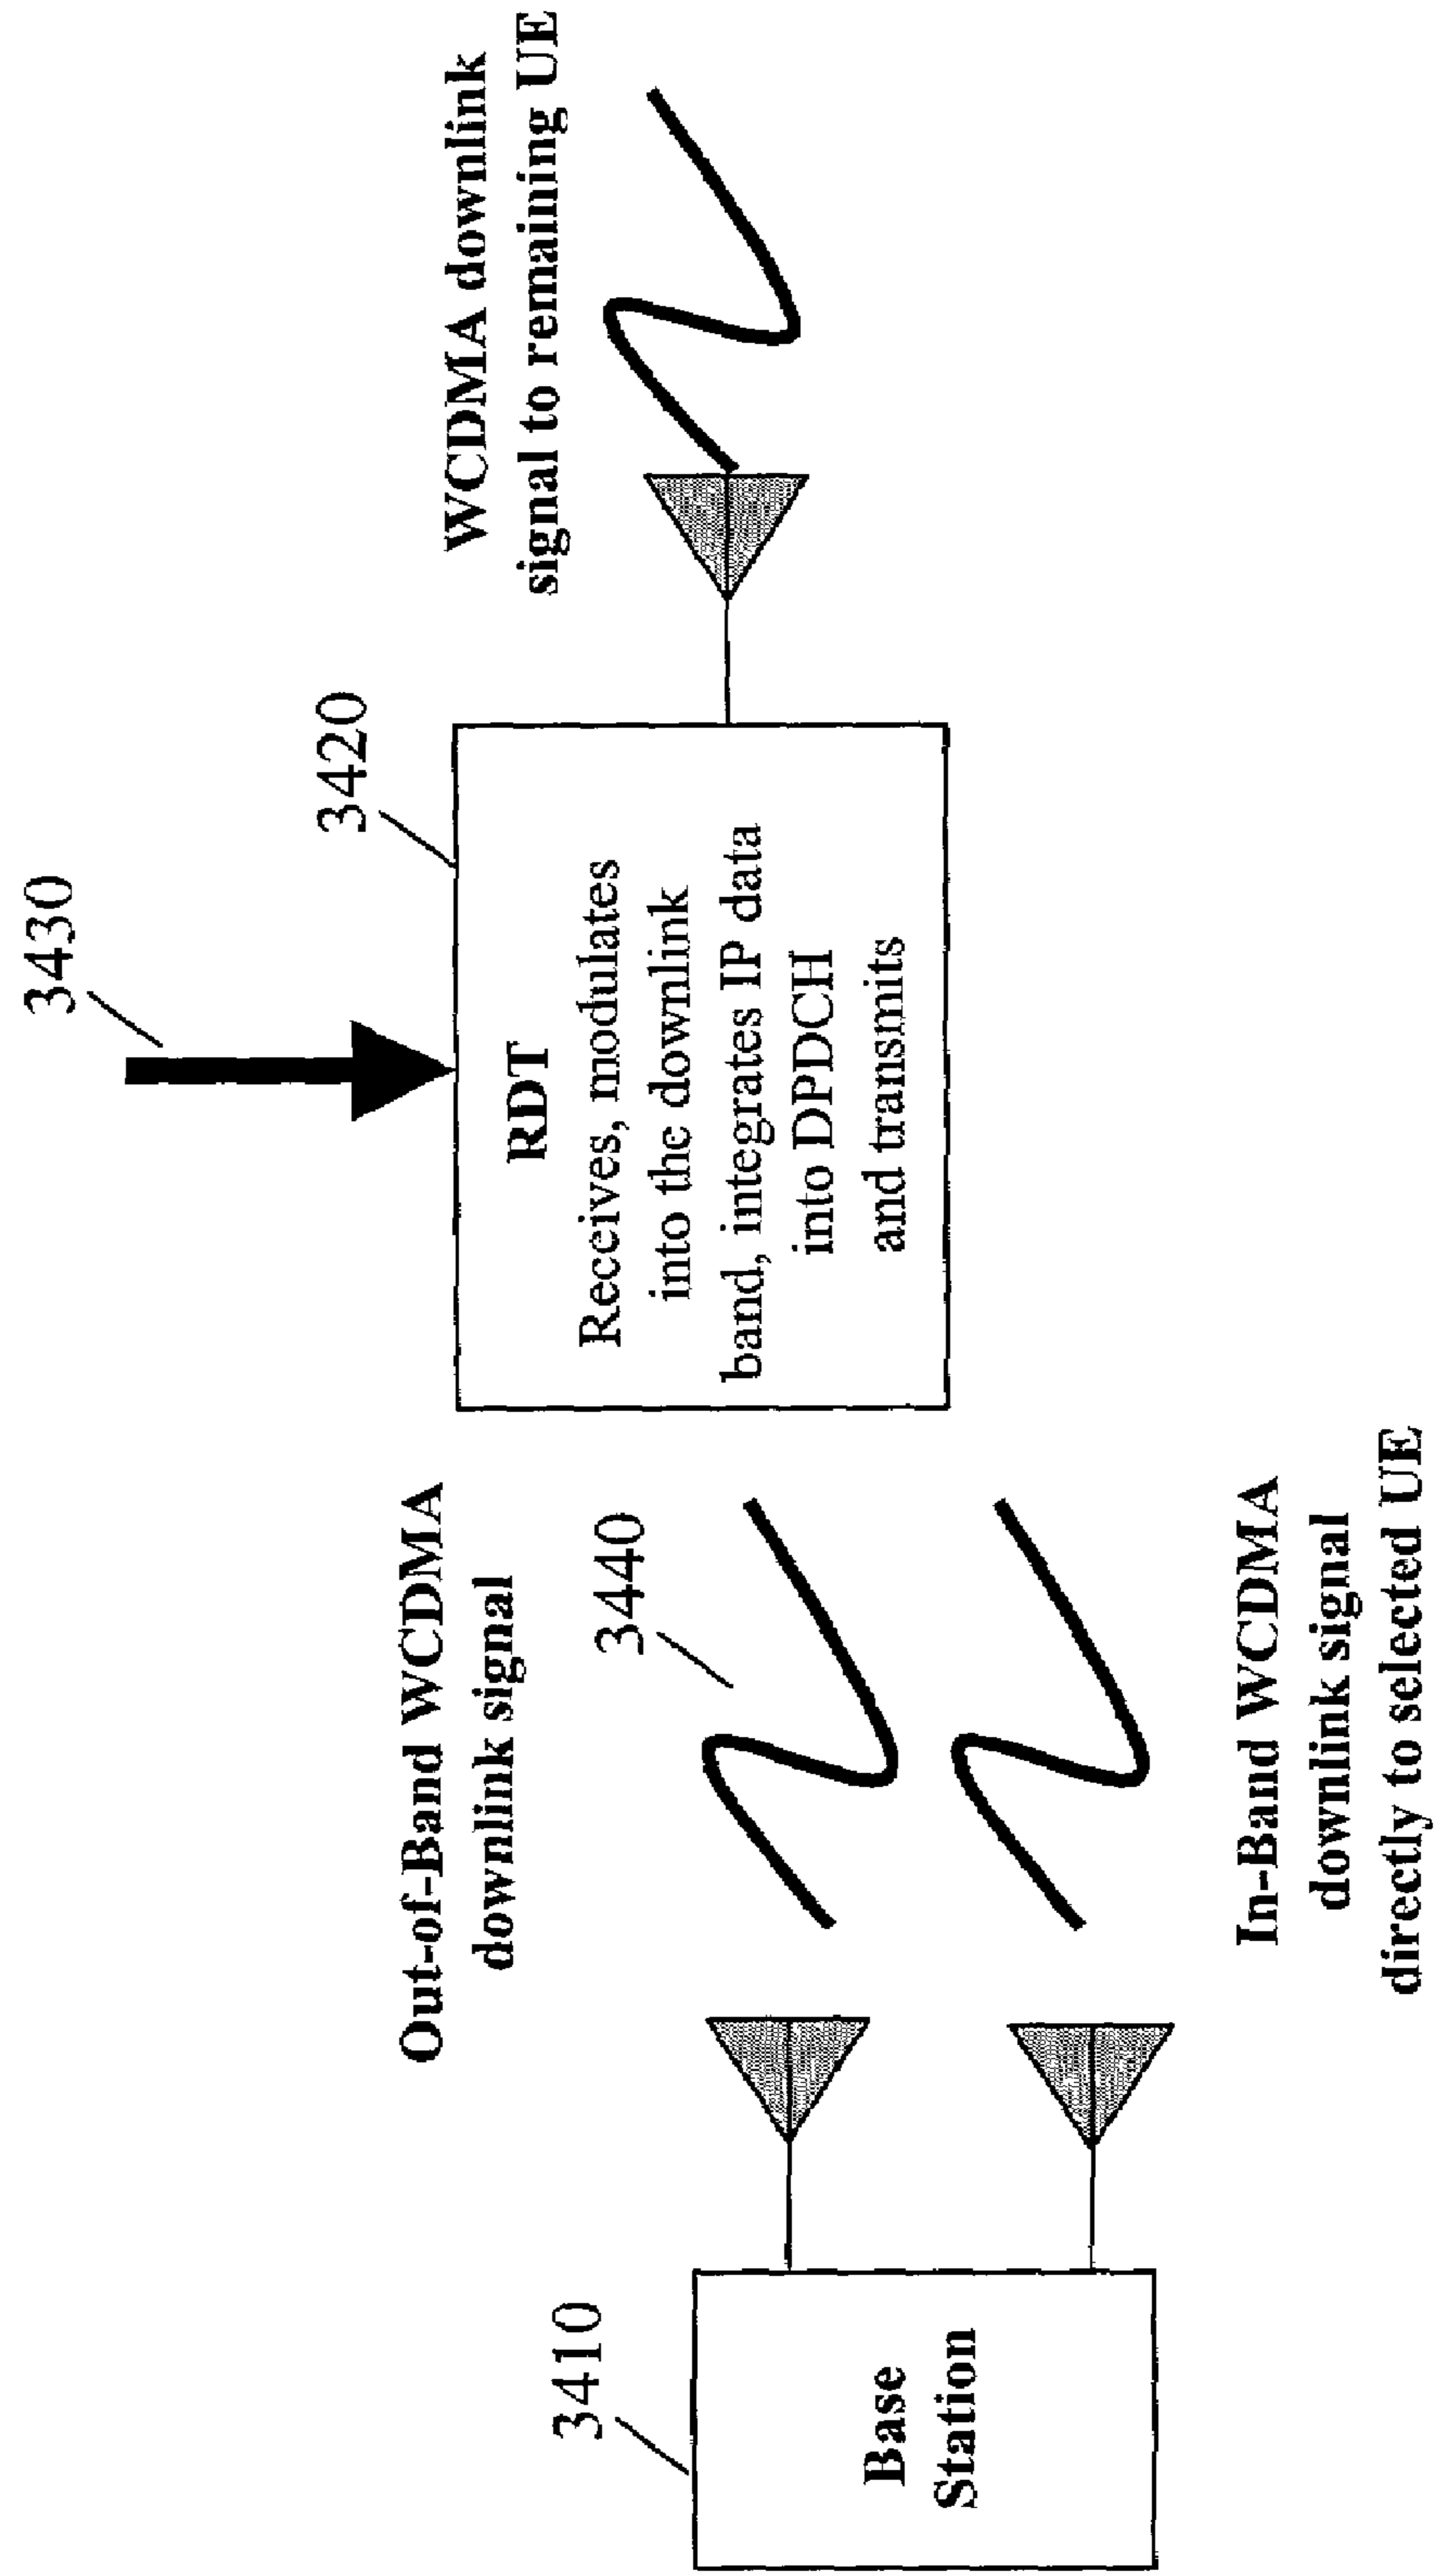 3430
3420
RDT
Receives, modulates
into the downlink
band, integrates IP data
into DPDCH
and transmits
WCDMA downlink
signal to remaining UE
Out-of-Band WCDMA
downlink signal
3440
3410
Base
Station
In-Band WCDMA
downlink signal
directly to selected UE